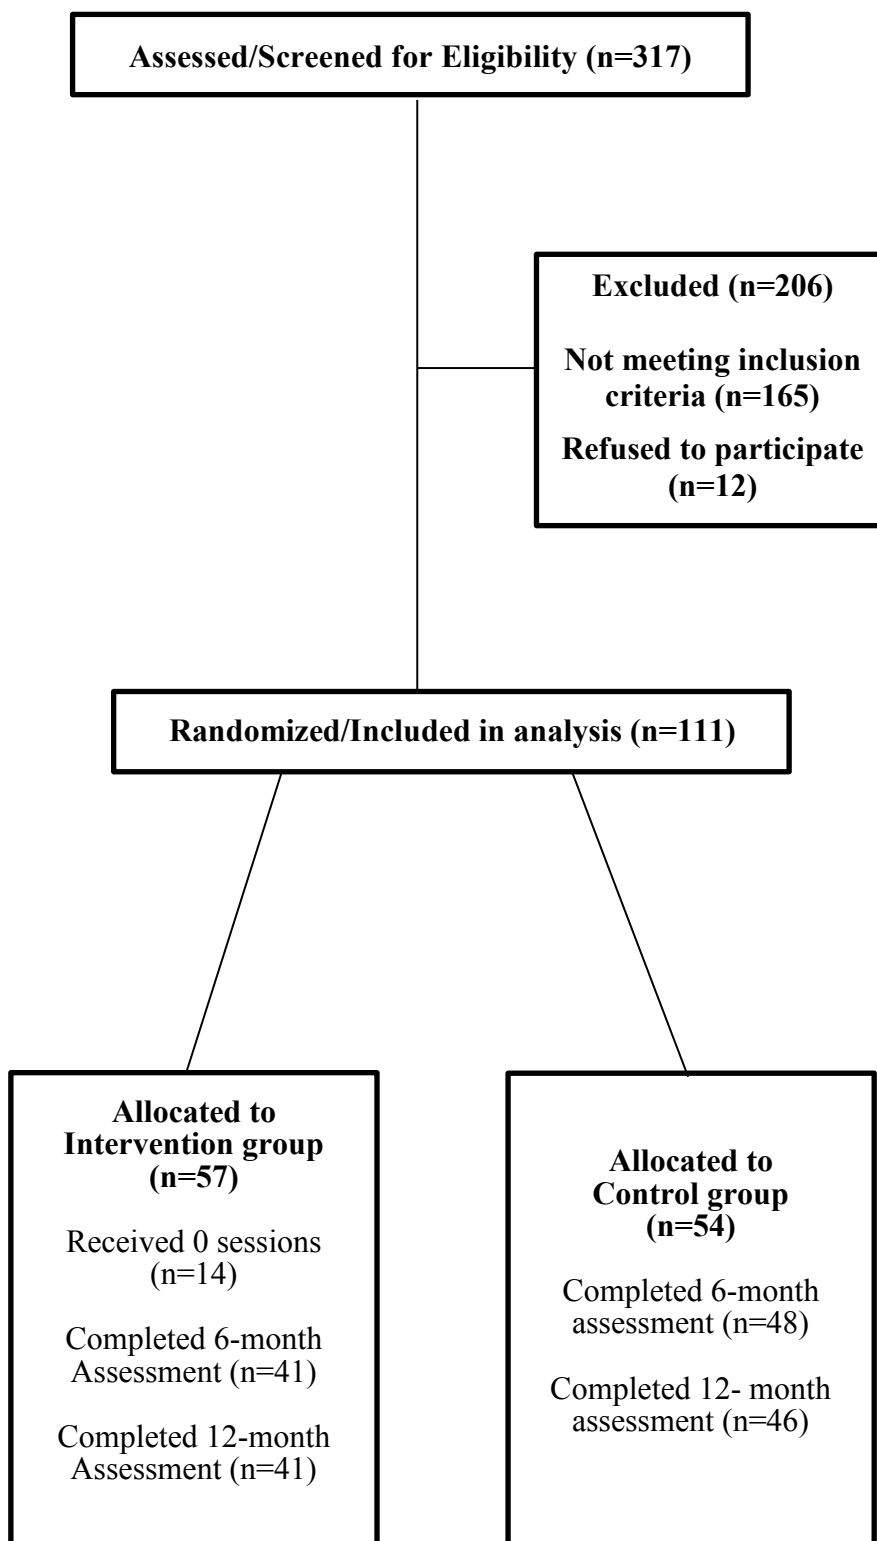 Assessed/Screened for Eligibility (n=317)
Excluded (n=206)
Not meeting inclusion
criteria (n=165)
Refused to participate
(n=12)
Randomized/Included in analysis (n=111)
Allocated to
Intervention group
(n=57)
Received 0 sessions
(n=14)
Completed 6-month
Assessment (n=41)
Completed 12-month
Assessment (n=41)
Allocated to
Control group
(n=54)
Completed 6-month
assessment (n=48)
Completed 12- month
assessment (n=46)